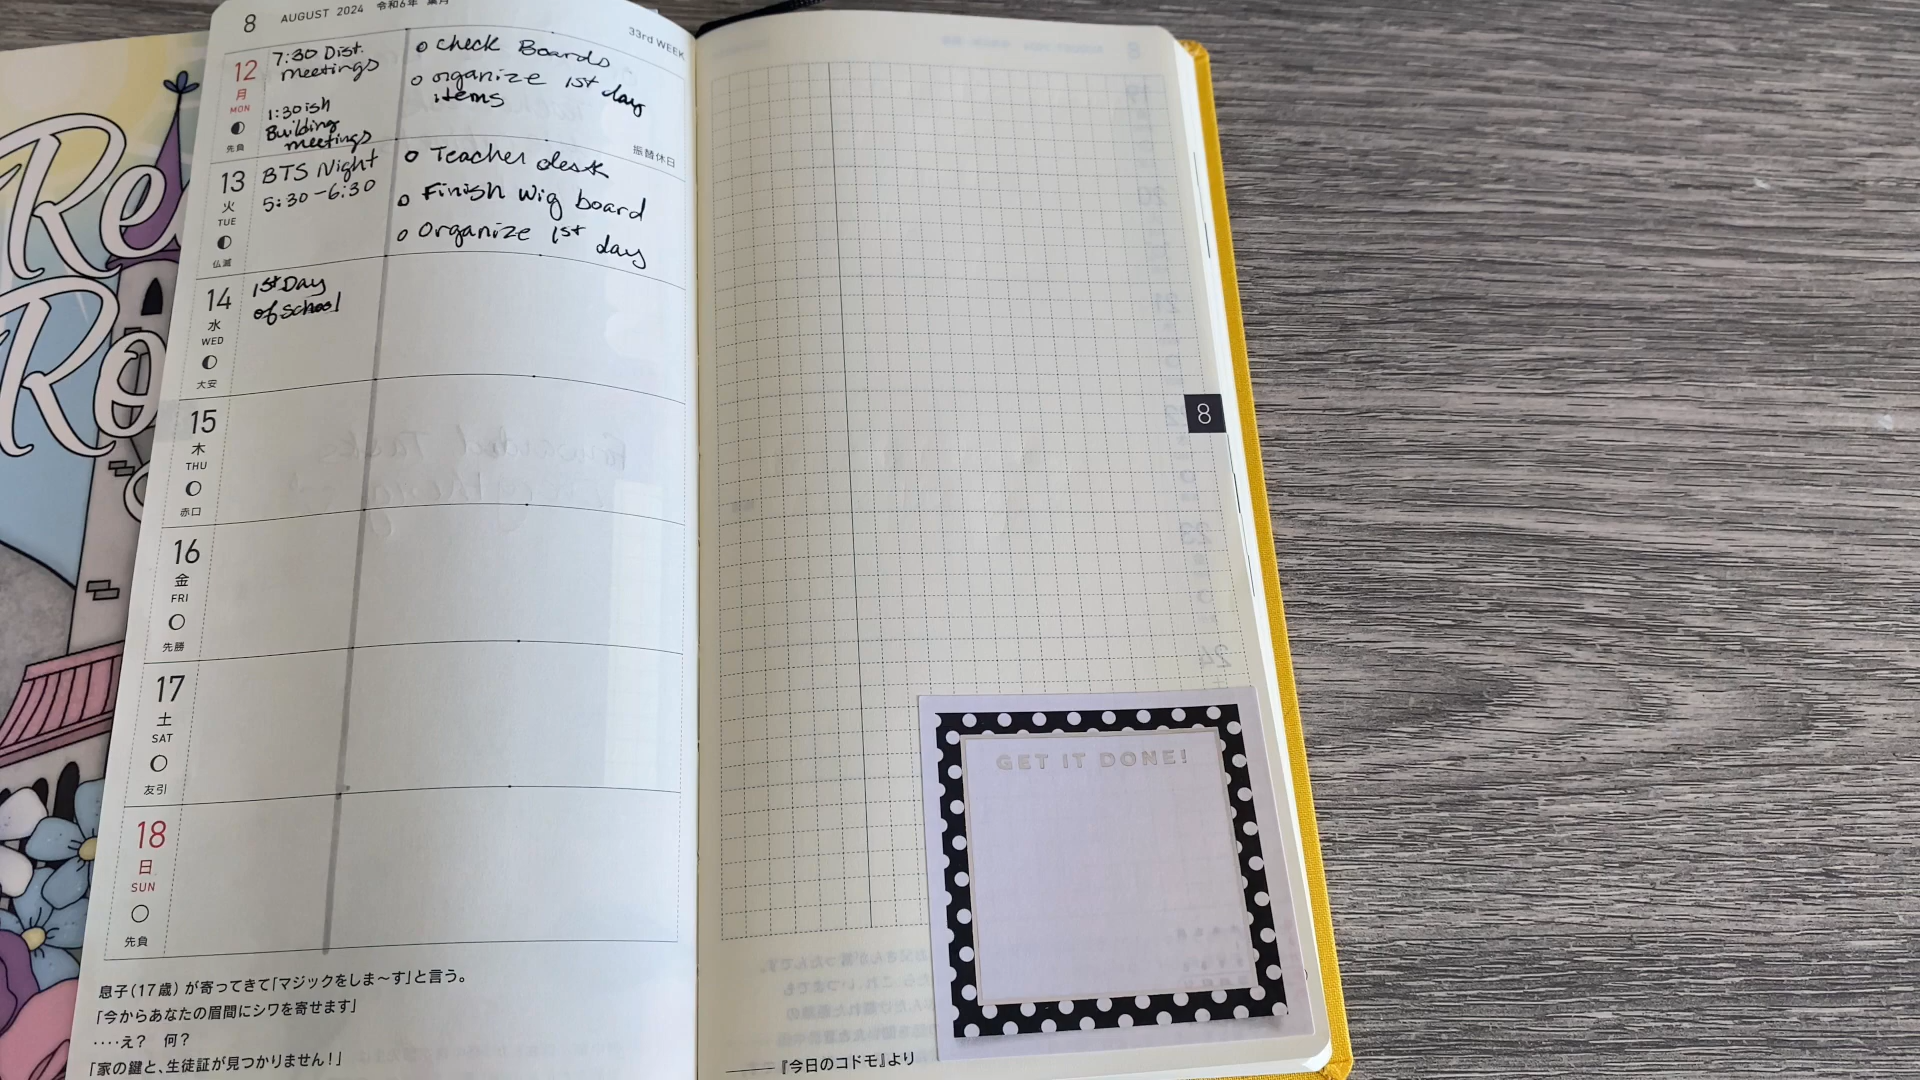 8 AUGUST 2024 令和6年 葉月
33rd WEEK
12
月
MON
先負
7:30 Dist.
meetings
1:30ish
Building
meetings
o check Boards
o organize 1st day
items
振替休日
13
火
TUE
仏滅
BTS Night
5:30-6:30
o Teacher desk
o Finish Wig board
o Organize 1st day
14
水
WED
大安
1st Day
of School
15
木
THU
赤口
16
金
FRI
先勝
17
土
SAT
友引
18
日
SUN
先負
息子(17歳)が寄ってきて「マジックをしま〜す」と言う。
「今からあなたの眉間にシワを寄せます」
‥‥え? 何?
「家の鍵と、生徒証が見つかりません!」
8
GET IT DONE!
──『今日のコドモ』より
Re
Ro